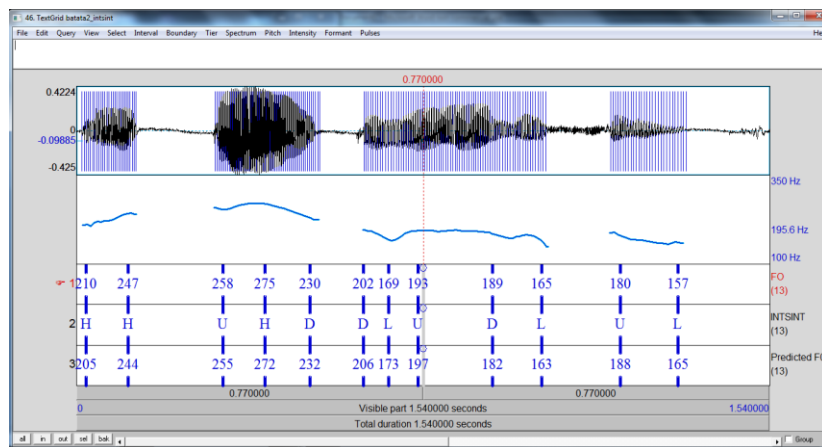 46. TextGrid batata2_intsint
File Edit Query View Select Interval Boundary Tier Spectrum Pitch Intensity Formant Pulses He
0.770000
0.4224
0
-0.09885
-0.425
350 Hz
195.6 Hz
100 Hz
1 210 247 258 275 230 202 169 193 189 165 180 157 FO (13)
2 H H U H D D L U D L U L INTSINT (13)
3 205 244 255 272 232 206 173 197 182 163 188 165 Predicted F0 (13)
0.770000 0.770000
0 Visible part 1.540000 seconds 1.540000
Total duration 1.540000 seconds
all in out sel bak Group